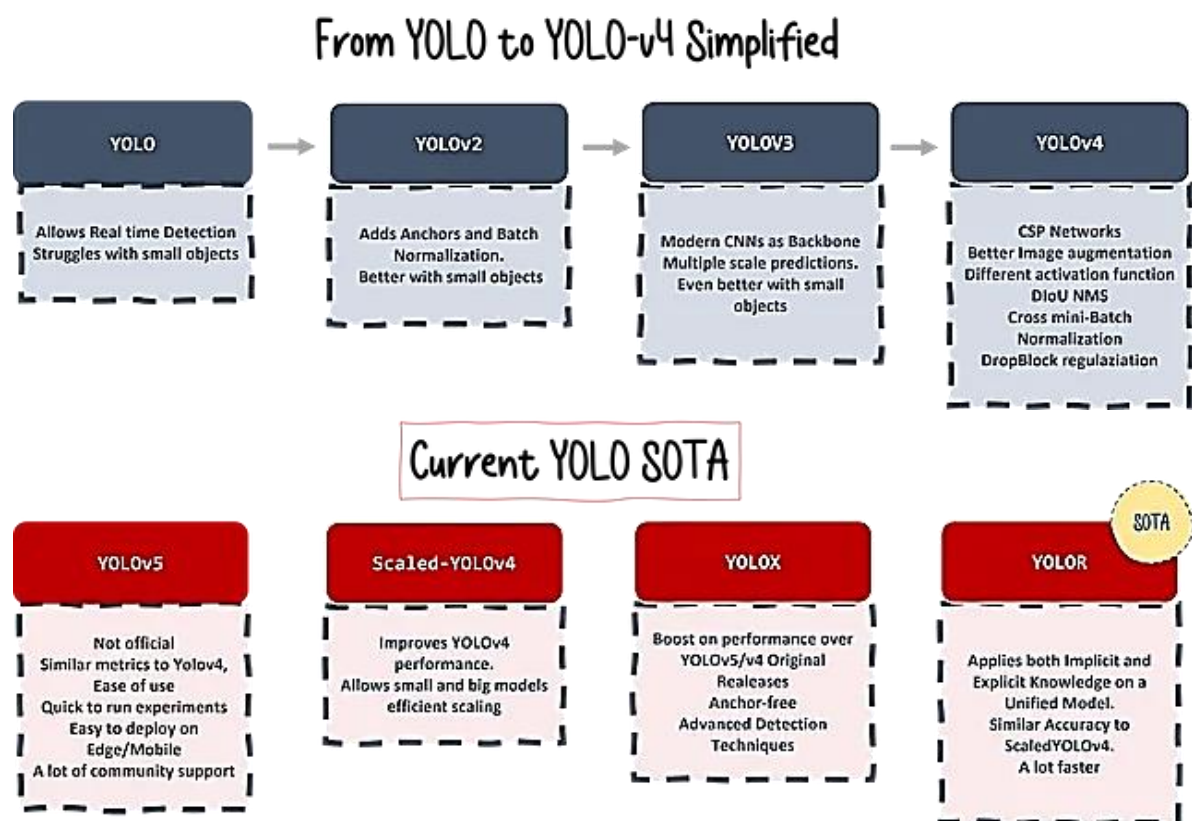 From YOLO to YOLO-v4 Simplified
YOLO
Allows Real time Detection
Struggles with small objects
YOLOv2
Adds Anchors and Batch
Normalization.
Better with small objects
YOLOV3
Modern CNNs as Backbone
Multiple scale predictions.
Even better with small
objects
YOLOv4
CSP Networks
Better Image augmentation
Different activation function
DIoU NMS
Cross mini-Batch
Normalization
DropBlock regulaziation
Current YOLO SOTA
YOLOv5
Not official
Similar metrics to Yolov4,
Ease of use
Quick to run experiments
Easy to deploy on
Edge/Mobile
A lot of community support
Scaled-YOLOv4
Improves YOLOv4
performance.
Allows small and big models
efficient scaling
YOLOX
Boost on performance over
YOLOv5/v4 Original
Realeases
Anchor-free
Advanced Detection
Techniques
SOTA
YOLOR
Applies both Implicit and
Explicit Knowledge on a
Unified Model.
Similar Accuracy to
ScaledYOLOv4.
A lot faster